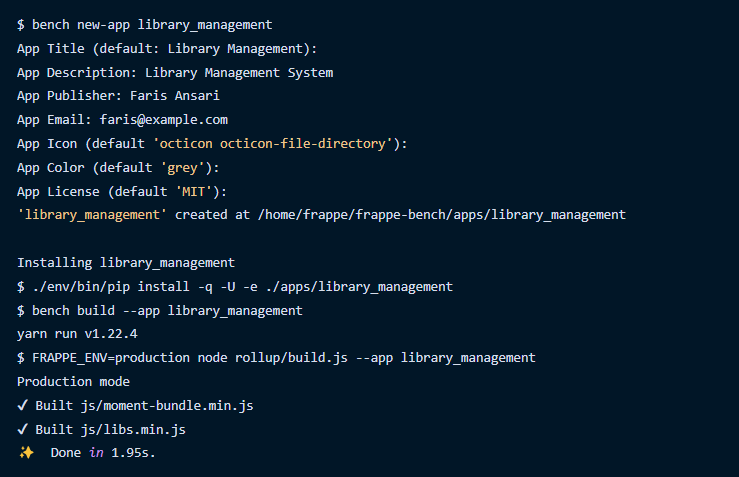 $ bench new-app library_management
App Title (default: Library Management):
App Description: Library Management System
App Publisher: Faris Ansari
App Email: faris@example.com
App Icon (default 'octicon octicon-file-directory'):
App Color (default 'grey'):
App License (default 'MIT'):
'library_management' created at /home/frappe/frappe-bench/apps/library_management

Installing library_management
$ ./env/bin/pip install -q -U -e ./apps/library_management
$ bench build --app library_management
yarn run v1.22.4
$ FRAPPE_ENV=production node rollup/build.js --app library_management
Production mode
✓ Built js/moment-bundle.min.js
✓ Built js/libs.min.js
✨ Done in 1.95s.